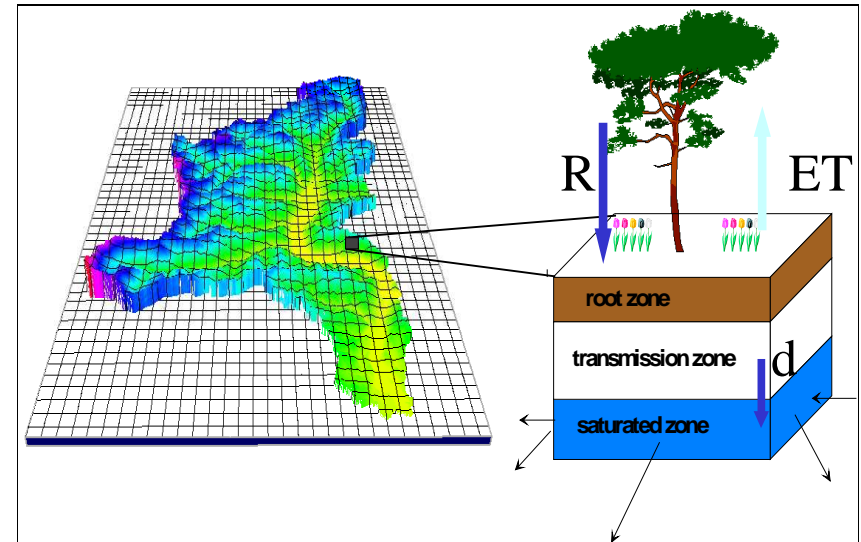 R
ET
root zone
transmission zone
d
saturated zone